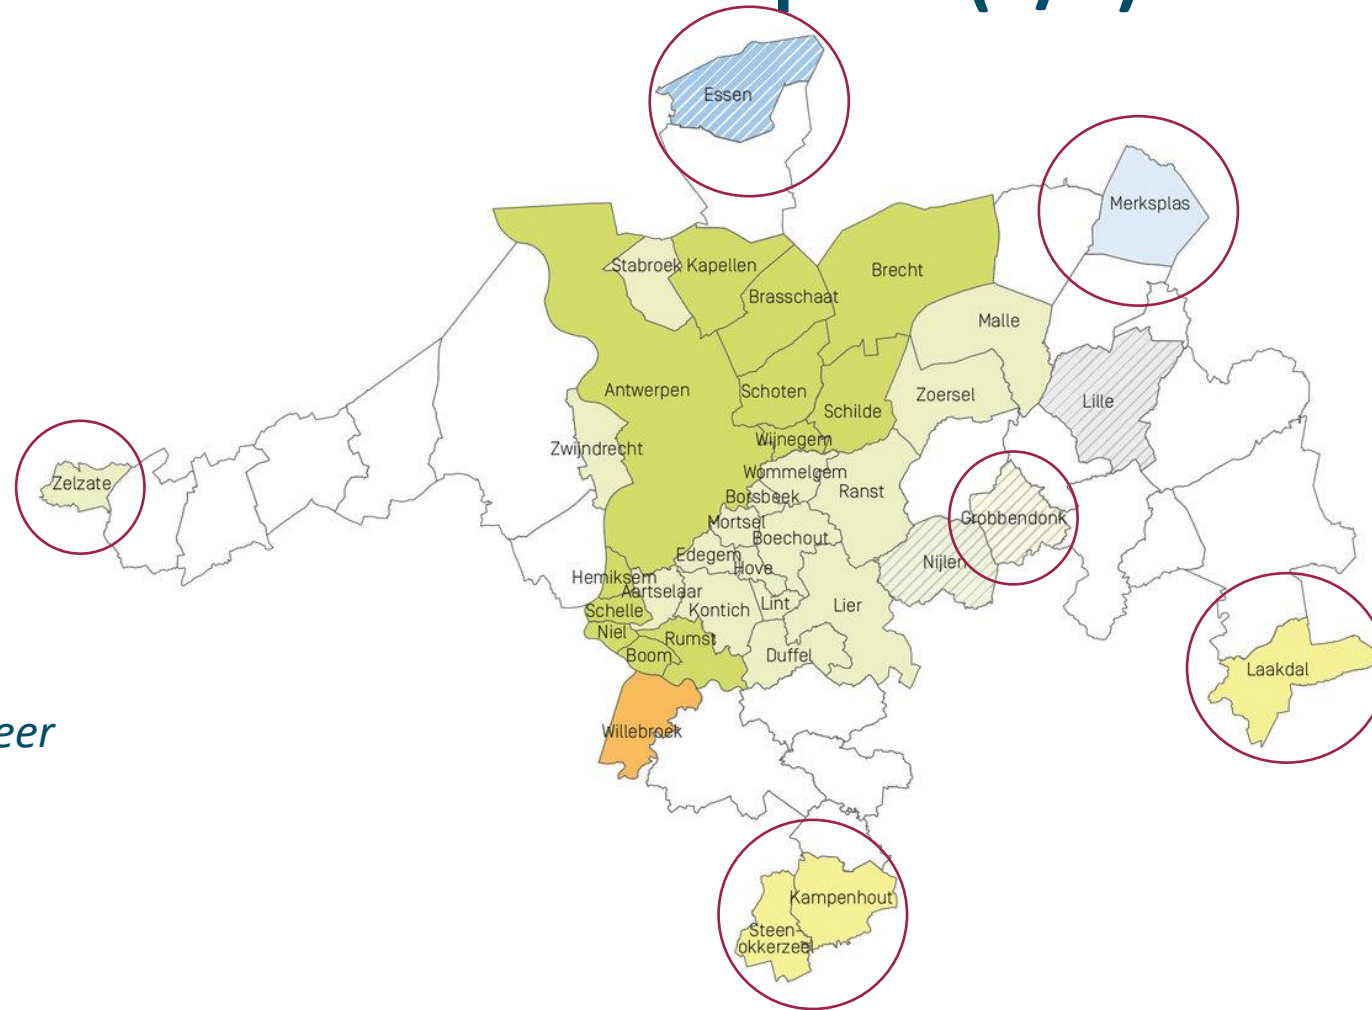 Essen
Merksplas
Stabroek
Kapellen
Brecht
Brasschaat
Malle
Antwerpen
Schoten
Zoersel
Lille
Schilde
Wijnegem
Zwijndrecht
Wommelgem
Zelzate
Ranst
Borsbeek
Grobbendonk
Mortsel
Boechout
Edegem
Nijlen
Hove
Hemiksem
Aartselaar
Lint
Lier
Schelle
Kontich
Niel
Rumst
Boom
Duffel
Laakdal
Willebroek
eer
Kampenhout
Steen-
okkerzeel